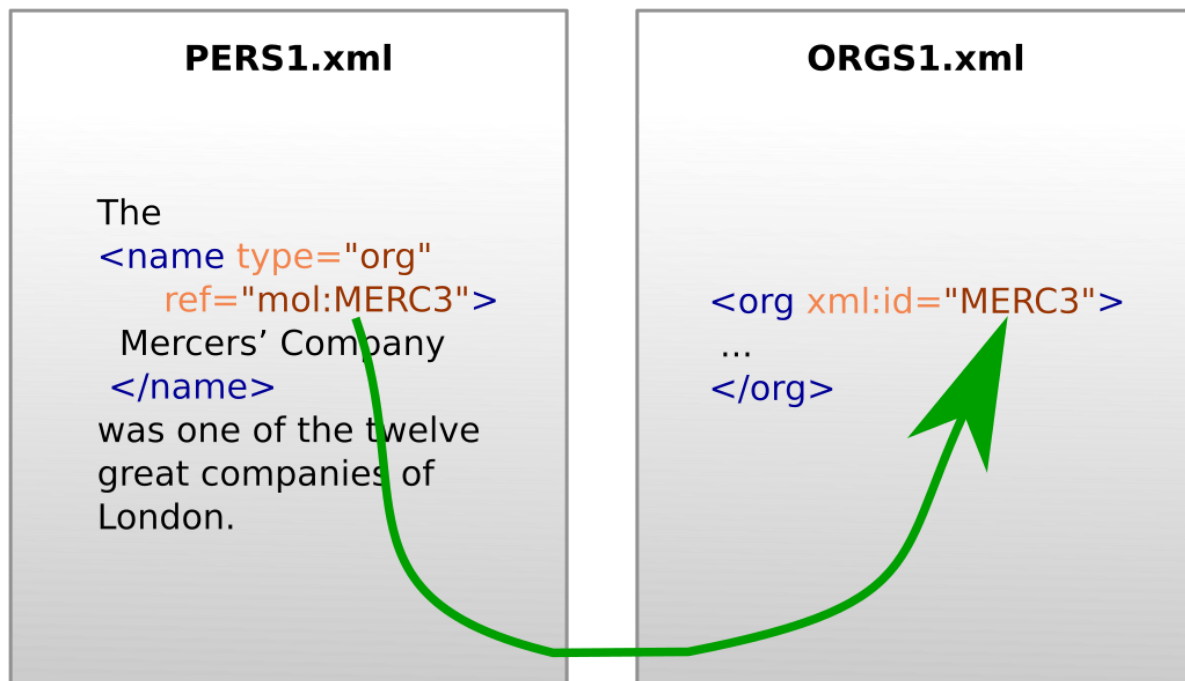 PERS1.xml
The
<name type="org"
ref="mol:MERC3">
Mercers’ Company
</name>
was one of the twelve
great companies of
London.
ORGS1.xml
<org xml:id="MERC3">
...
</org>